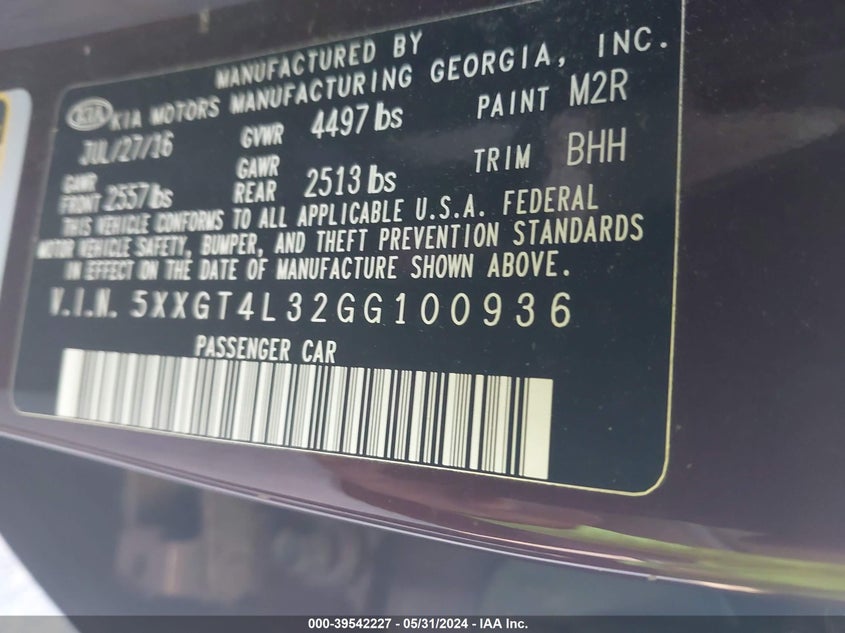 MANUFACTURED BY
KIA KIA MOTORS MANUFACTURING GEORGIA, INC.
JUL/27/16 GVWR 4497 lbs PAINT M2R
GAWR FRONT 2557 lbs GAWR REAR 2513 lbs TRIM BHH
THIS VEHICLE CONFORMS TO ALL APPLICABLE U.S.A. FEDERAL
MOTOR VEHICLE SAFETY, BUMPER, AND THEFT PREVENTION STANDARDS
IN EFFECT ON THE DATE OF MANUFACTURE SHOWN ABOVE.
V.I.N. 5XXGT4L32GG100936
PASSENGER CAR
000-39542227 - 05/31/2024 - IAA Inc.